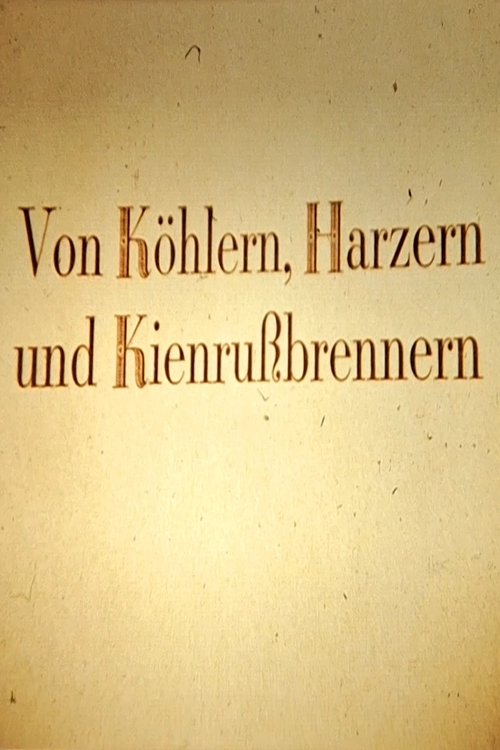 Von Köhlern, Harzern
und Kienrußbrennern